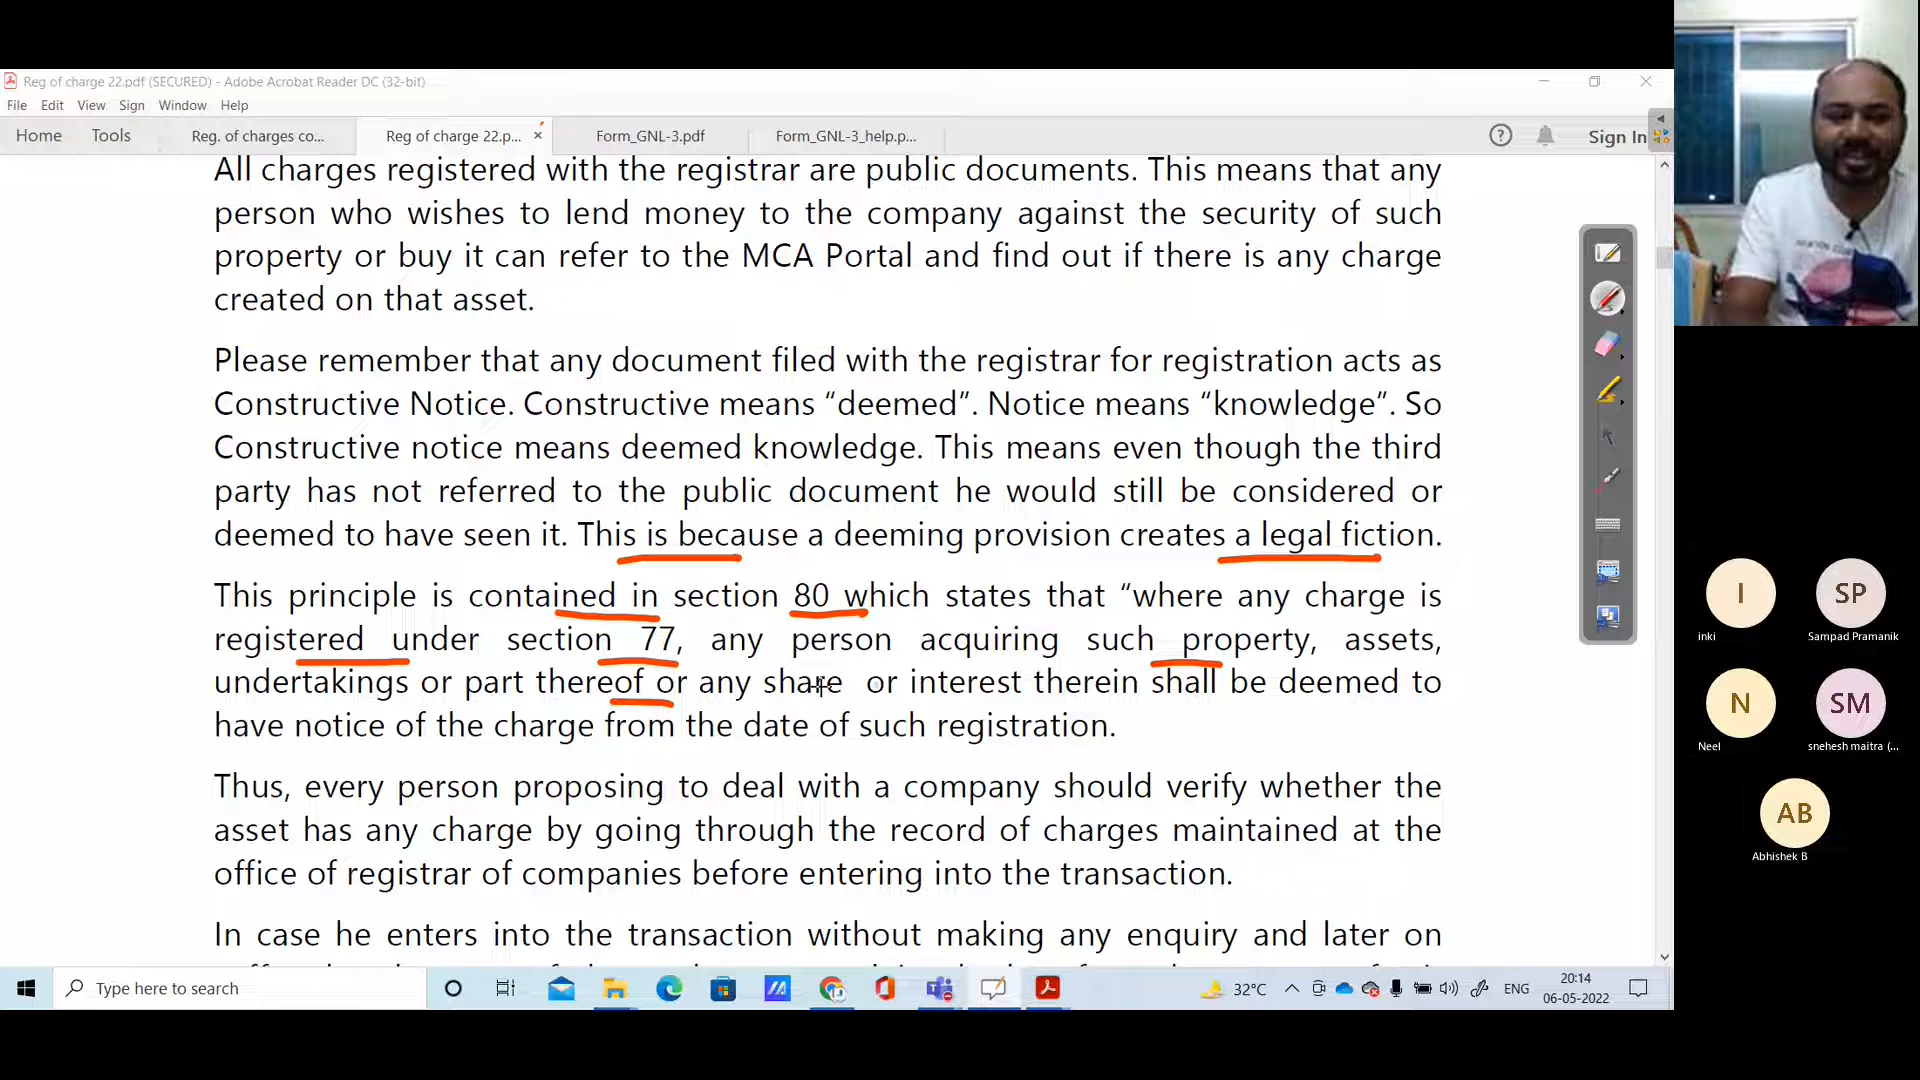 Reg of charge 22.pdf (SECURED) - Adobe Acrobat Reader DC (32-bit)
File Edit View Sign Window Help
Home Tools Reg. of charges co... Reg of charge 22.p... × Form_GNL-3.pdf Form_GNL-3_help.p... Sign In
All charges registered with the registrar are public documents. This means that any
person who wishes to lend money to the company against the security of such
property or buy it can refer to the MCA Portal and find out if there is any charge
created on that asset.
Please remember that any document filed with the registrar for registration acts as
Constructive Notice. Constructive means “deemed”. Notice means “knowledge”. So
Constructive notice means deemed knowledge. This means even though the third
party has not referred to the public document he would still be considered or
deemed to have seen it. This is because a deeming provision creates a legal fiction.
This principle is contained in section 80 which states that “where any charge is
registered under section 77, any person acquiring such property, assets,
undertakings or part thereof or any share or interest therein shall be deemed to
have notice of the charge from the date of such registration.
Thus, every person proposing to deal with a company should verify whether the
asset has any charge by going through the record of charges maintained at the
office of registrar of companies before entering into the transaction.
In case he enters into the transaction without making any enquiry and later on
I
inki
SP
Sampad Pramanik
N
Neel
SM
snehesh maitra (...
AB
Abhishek B
Type here to search
32°C
ENG
20:14
06-05-2022